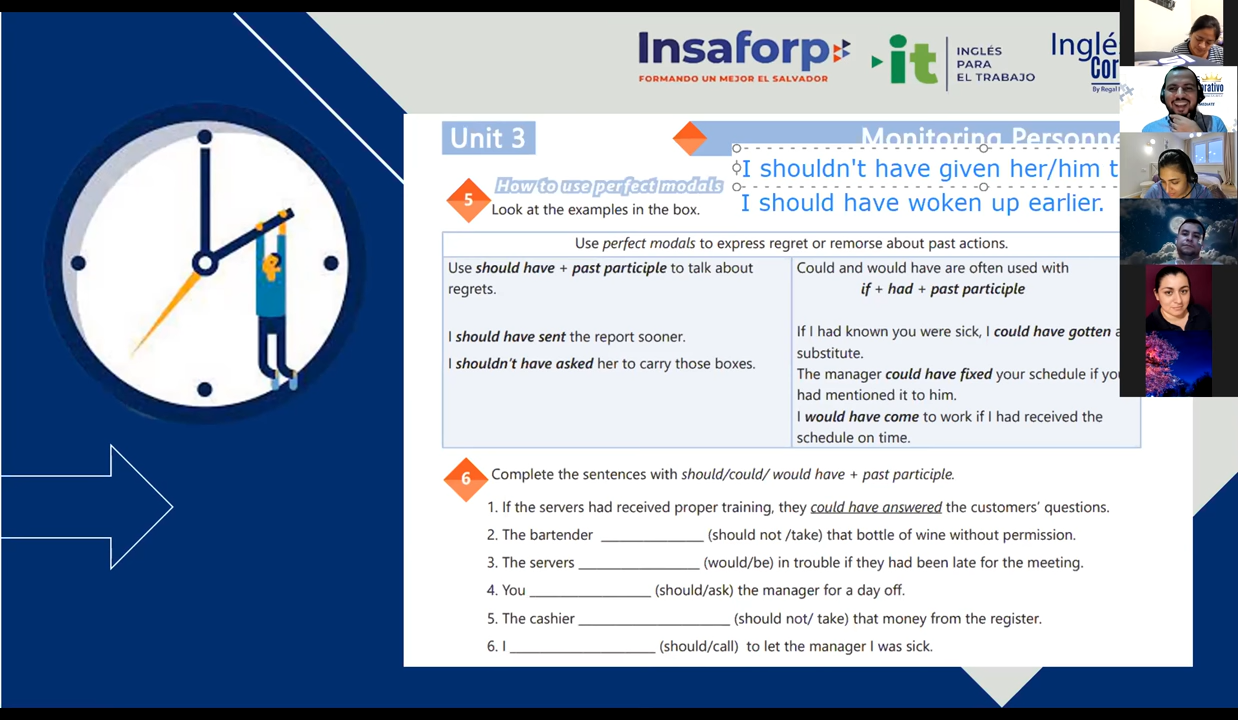 Insaforp
FORMANDO UN MEJOR EL SALVADOR
it
INGLÉS
PARA
EL TRABAJO
Inglé
Cor
By Regal
Unit 3
Monitoring Personne
I shouldn't have given her/him t
I should have woken up earlier.
How to use perfect modals
5
Look at the examples in the box.
Use perfect modals to express regret or remorse about past actions.
Use should have + past participle to talk about
regrets.
I should have sent the report sooner.
I shouldn't have asked her to carry those boxes.
Could and would have are often used with
if + had + past participle
If I had known you were sick, I could have gotten a
substitute.
The manager could have fixed your schedule if you
had mentioned it to him.
I would have come to work if I had received the
schedule on time.
6
Complete the sentences with should/could/ would have + past participle.
1. If the servers had received proper training, they could have answered the customers' questions.
2. The bartender ____________ (should not /take) that bottle of wine without permission.
3. The servers ______________ (would/be) in trouble if they had been late for the meeting.
4. You ______________ (should/ask) the manager for a day off.
5. The cashier __________________ (should not/ take) that money from the register.
6. I _________________ (should/call) to let the manager I was sick.